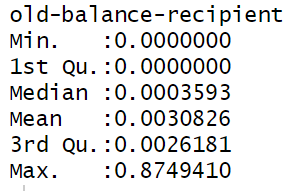 old-balance-recipient
Min.   :0.0000000
1st Qu.:0.0000000
Median :0.0003593
Mean   :0.0030826
3rd Qu.:0.0026181
Max.   :0.8749410